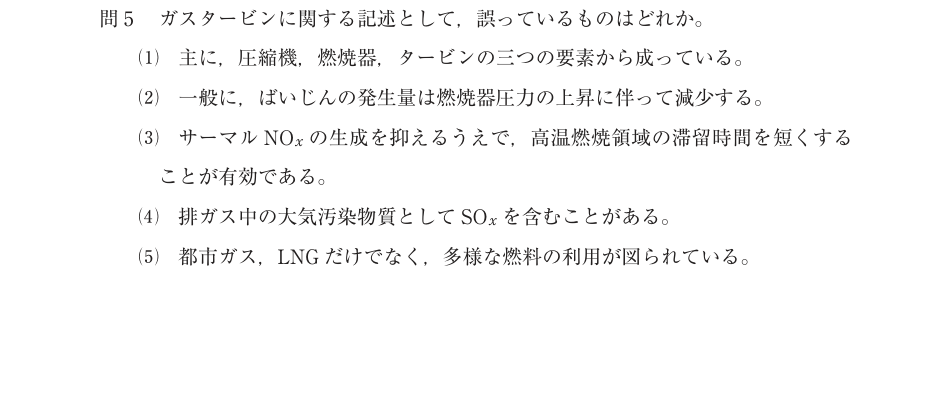 問5 ガスタービンに関する記述として，誤っているものはどれか。
⑴ 主に，圧縮機，燃焼器，タービンの三つの要素から成っている。
⑵ 一般に，ばいじんの発生量は燃焼器圧力の上昇に伴って減少する。
⑶ サーマル NOx の生成を抑えるうえで，高温燃焼領域の滞留時間を短くする
ことが有効である。
⑷ 排ガス中の大気汚染物質として SOx を含むことがある。
⑸ 都市ガス，LNG だけでなく，多様な燃料の利用が図られている。